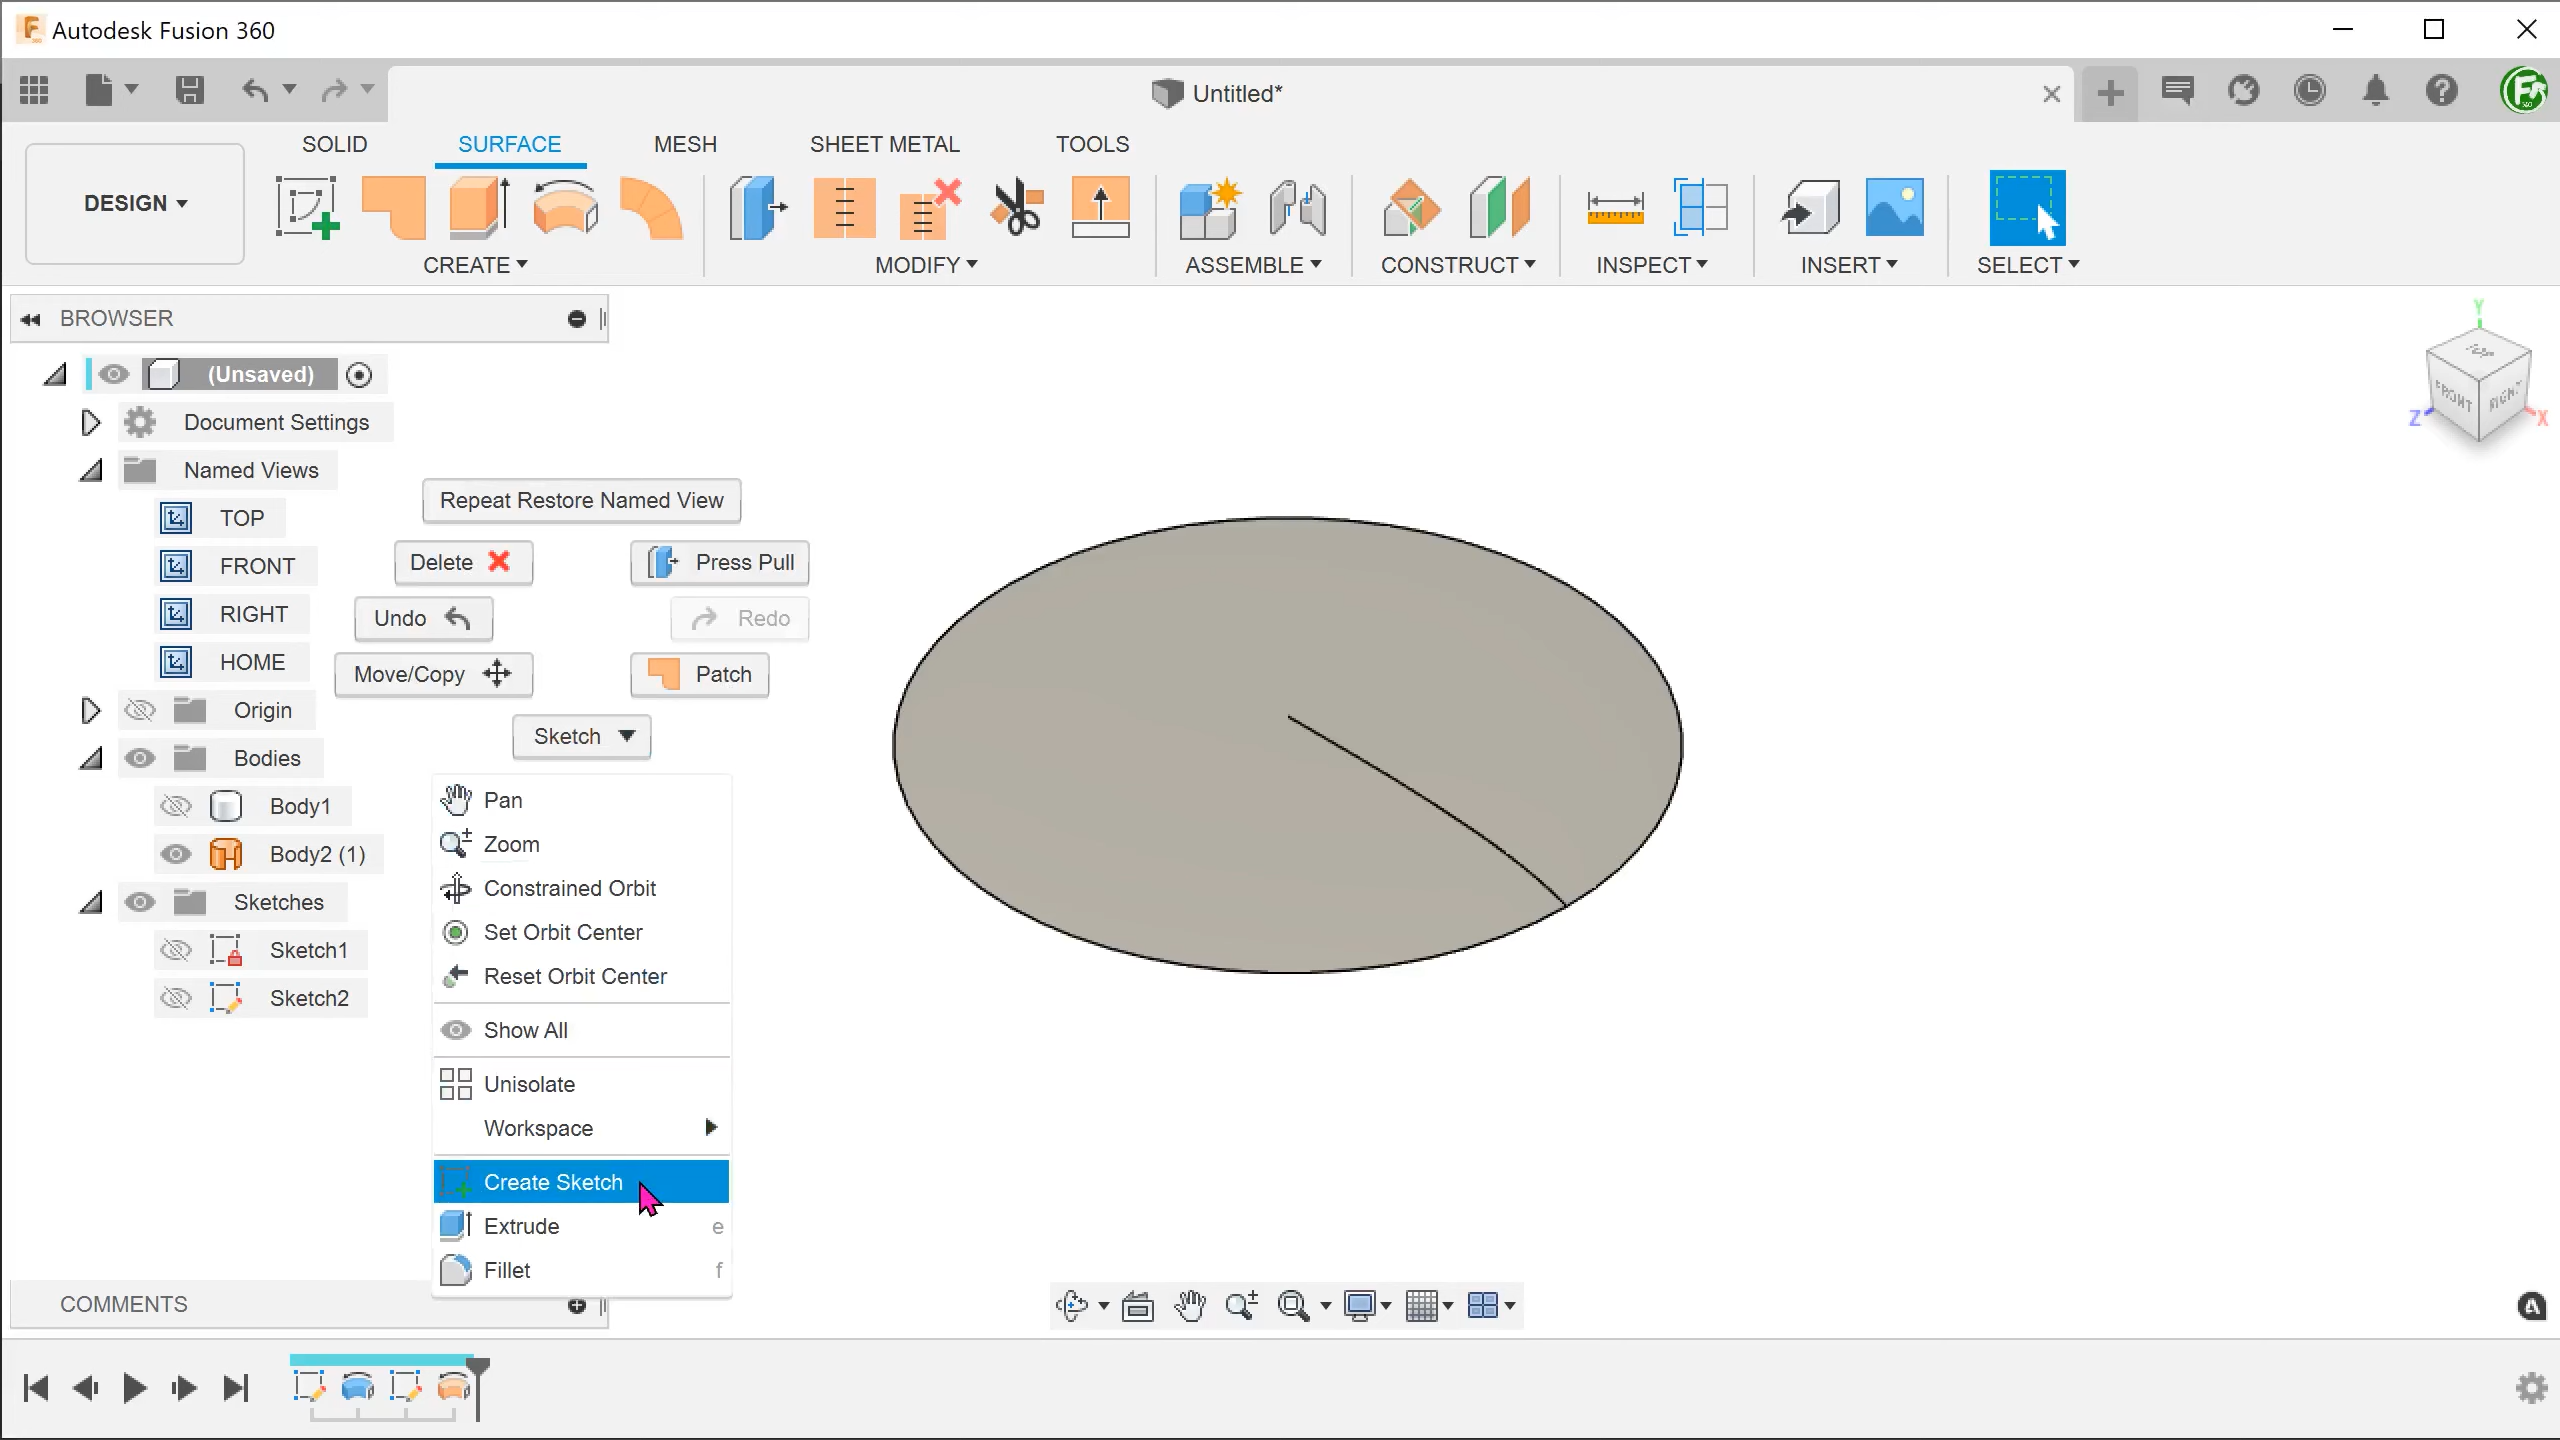 Autodesk Fusion 360
Untitled*
SOLID SURFACE MESH SHEET METAL TOOLS
DESIGN
CREATE MODIFY ASSEMBLE CONSTRUCT INSPECT INSERT SELECT
BROWSER
(Unsaved)
Document Settings
Named Views
TOP
FRONT
RIGHT
HOME
Origin
Bodies
Body1
Body2 (1)
Sketches
Sketch1
Sketch2
Repeat Restore Named View
Delete
Press Pull
Undo
Redo
Move/Copy
Patch
Sketch
Pan
Zoom
Constrained Orbit
Set Orbit Center
Reset Orbit Center
Show All
Unisolate
Workspace
Create Sketch
Extrude e
Fillet f
Y
TOP
FRONT
RIGHT
Z
X
COMMENTS